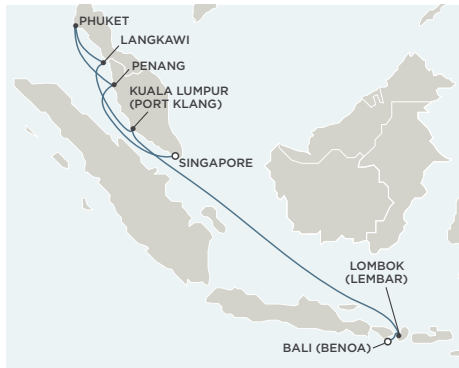 PHUKET
LANGKAWI
PENANG
KUALA LUMPUR
(PORT KLANG)
SINGAPORE
LOMBOK
(LEMBAR)
BALI (BENOA)